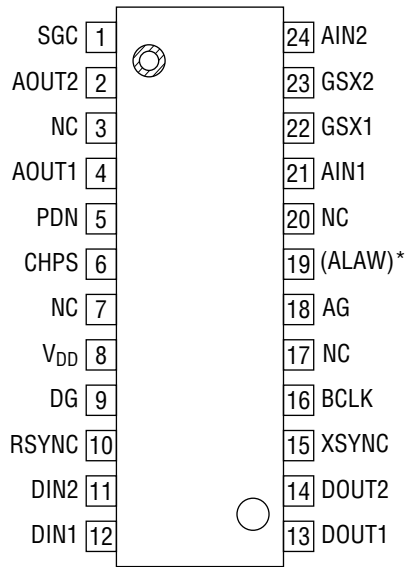 SGC 1 24 AIN2
AOUT2 2 23 GSX2
NC 3 22 GSX1
AOUT1 4 21 AIN1
PDN 5 20 NC
CHPS 6 19 (ALAW)*
NC 7 18 AG
VDD 8 17 NC
DG 9 16 BCLK
RSYNC 10 15 XSYNC
DIN2 11 14 DOUT2
DIN1 12 13 DOUT1